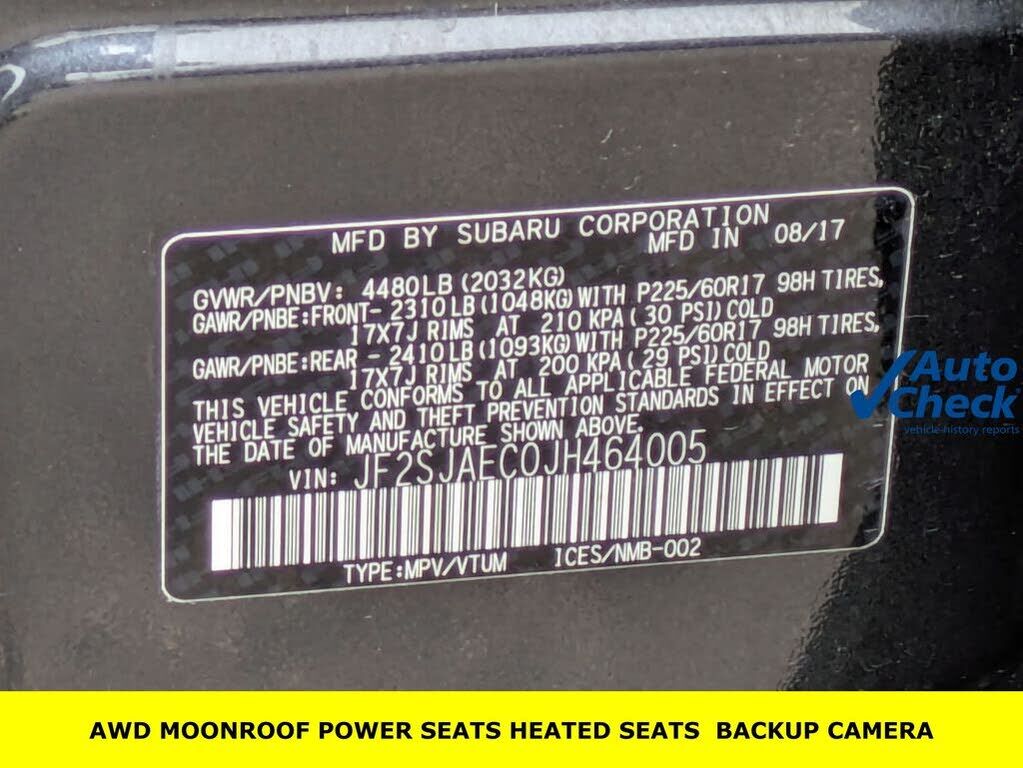 MFD BY SUBARU CORPORATION
MFD IN 08/17
GVWR/PNBV: 4480LB (2032KG)
GAWR/PNBE:FRONT- 2310LB (1048KG) WITH P225/60R17 98H TIRES,
17X7J RIMS AT 210 KPA ( 30 PSI) COLD
GAWR/PNBE:REAR - 2410LB (1093KG) WITH P225/60R17 98H TIRES,
17X7J RIMS AT 200 KPA ( 29 PSI) COLD
THIS VEHICLE CONFORMS TO ALL APPLICABLE FEDERAL MOTOR
VEHICLE SAFETY AND THEFT PREVENTION STANDARDS IN EFFECT ON
THE DATE OF MANUFACTURE SHOWN ABOVE.
VIN: JF2SJAEC0JH464005
TYPE:MPV/VTUM ICES/NMB-002
Auto
Check
vehicle-history reports
AWD MOONROOF POWER SEATS HEATED SEATS BACKUP CAMERA